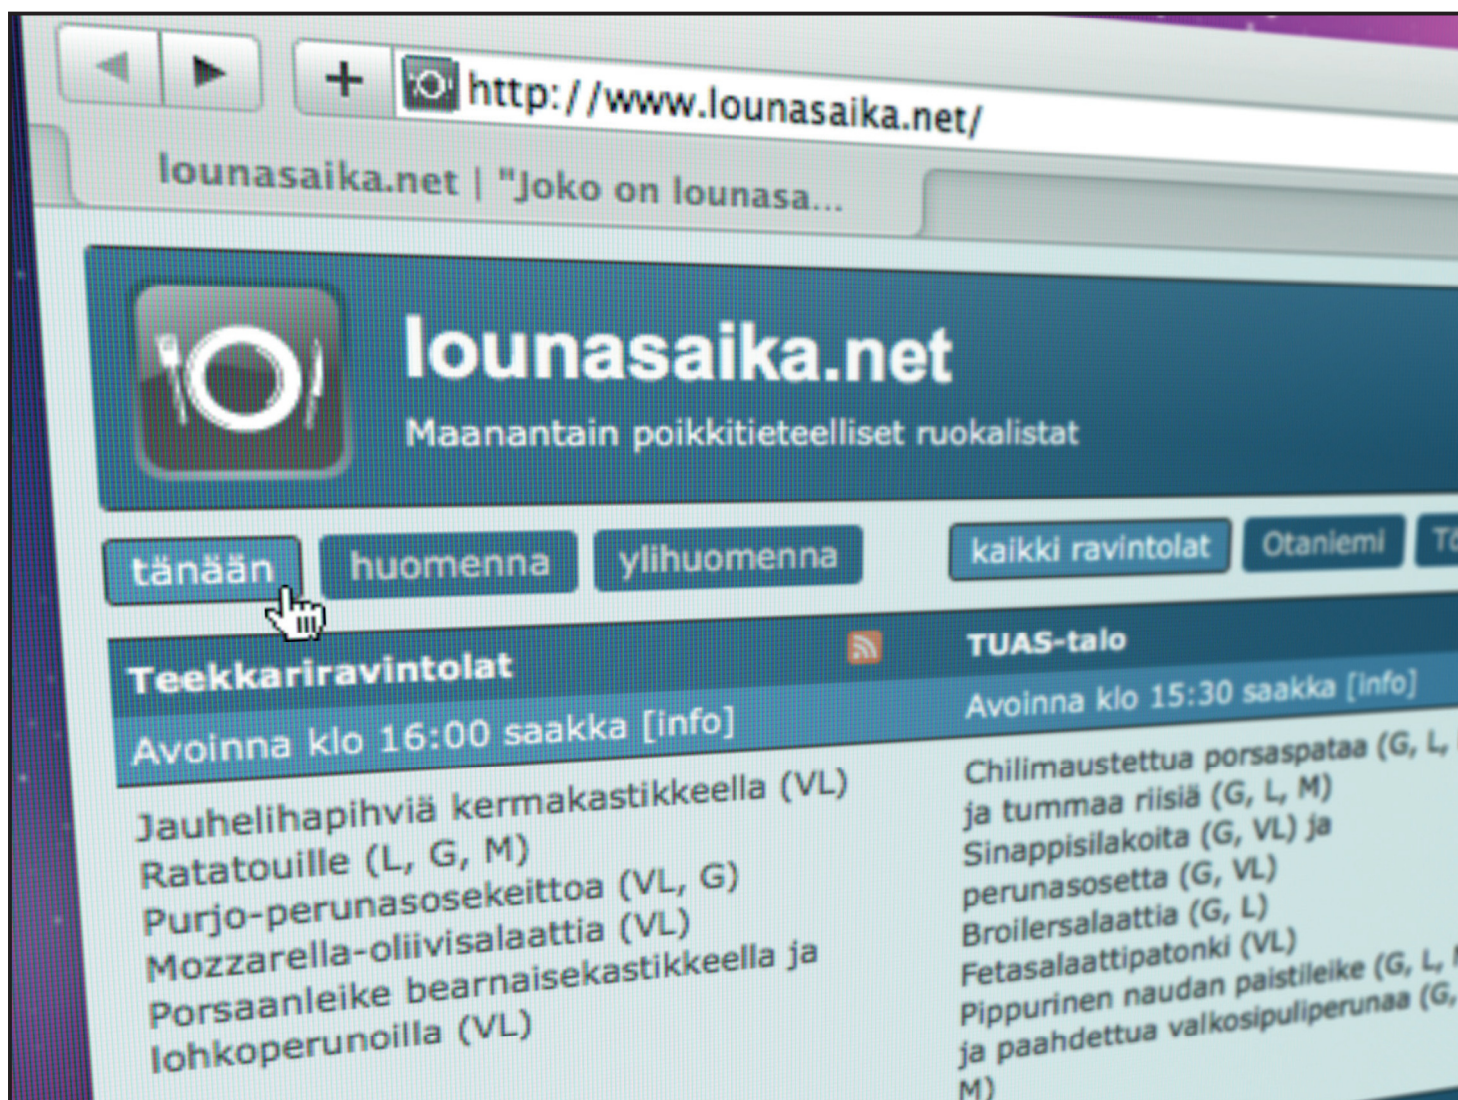 http://www.lounasaika.net/
lounasaika.net | "Joko on lounasa...
lounasaika.net
Maanantain poikkitieteelliset ruokalistat
tänään
huomenna
ylihuomenna
kaikki ravintolat
Otaniemi
Teekkariravintolat
Avoinna klo 16:00 saakka [info]
Jauhelihapihviä kermakastikkeella (VL)
Ratatouille (L, G, M)
Purjo-perunasosekeittoa (VL, G)
Mozzarella-oliivisalaattia (VL)
Porsaanleike bearnaisekastikkeella ja
lohkoperunoilla (VL)
TUAS-talo
Avoinna klo 15:30 saakka [info]
Chilimaustettua porsaspataa (G, L,
ja tummaa riisiä (G, L, M)
Sinappisilakoita (G, VL) ja
perunasosetta (G, VL)
Broilersalaattia (G, L)
Fetasalaattipatonki (VL)
Pippurinen naudan paistileike (G, L,
ja paahdettua valkosipuliperunaa (G,
M)